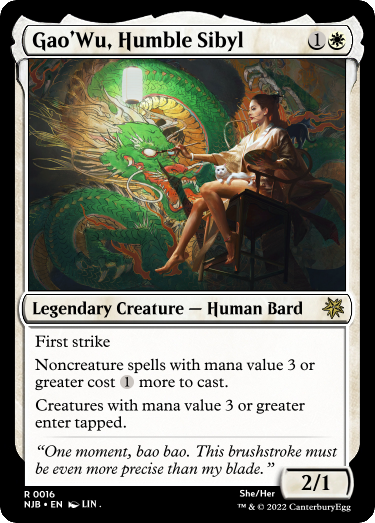 Gao’Wu, Humble Sibyl 1
Legendary Creature — Human Bard
First strike
Noncreature spells with mana value 3 or
greater cost 1 more to cast.
Creatures with mana value 3 or greater
enter tapped.
“One moment, bao bao. This brushstroke must
be even more precise than my blade.”
2/1
R 0016 She/Her
NJB • EN LIN . ™ & © 2022 CanterburyEgg